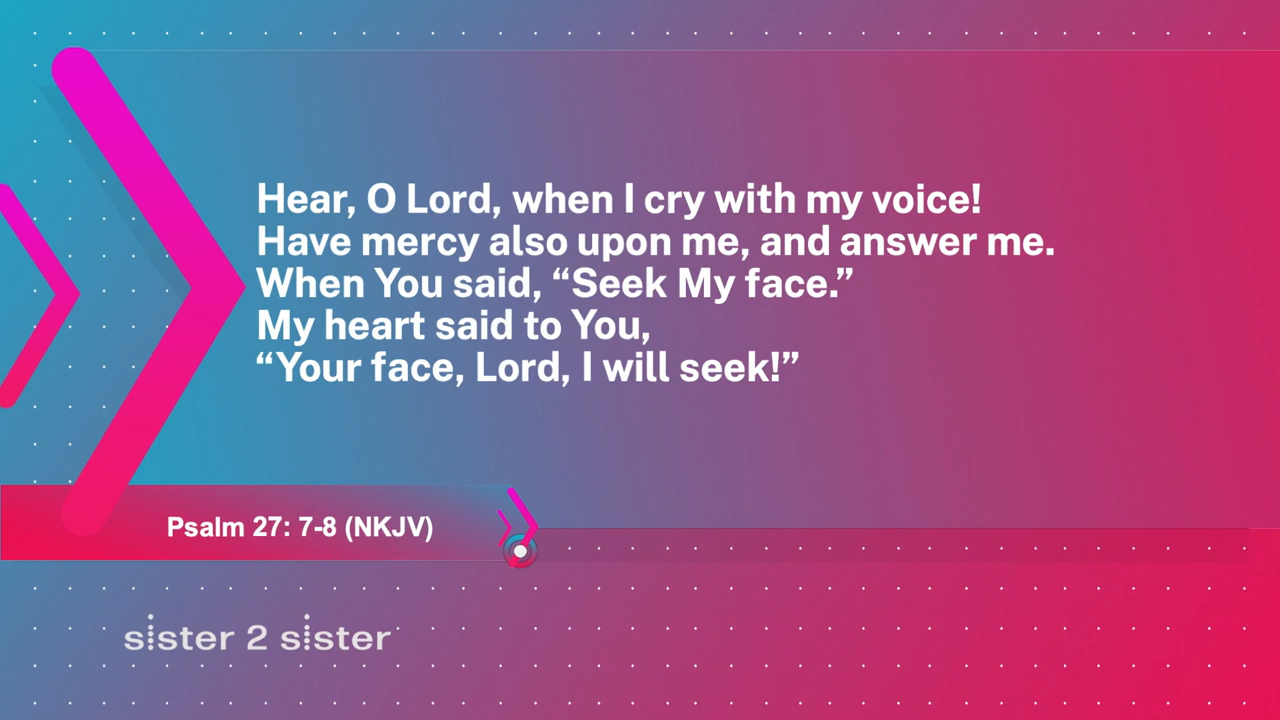 Hear, O Lord, when I cry with my voice!
Have mercy also upon me, and answer me.
When You said, “Seek My face.”
My heart said to You,
“Your face, Lord, I will seek!”
Psalm 27: 7-8 (NKJV)
sister 2 sister